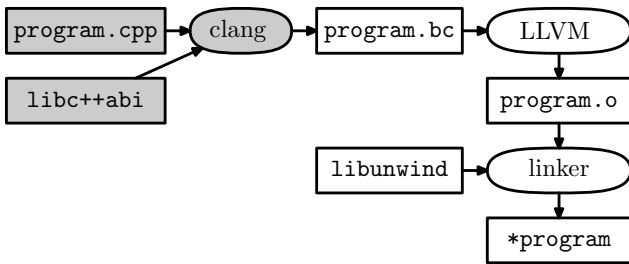 program.cpp
clang
program.bc
LLVM
libc++abi
program.o
libunwind
linker
*program